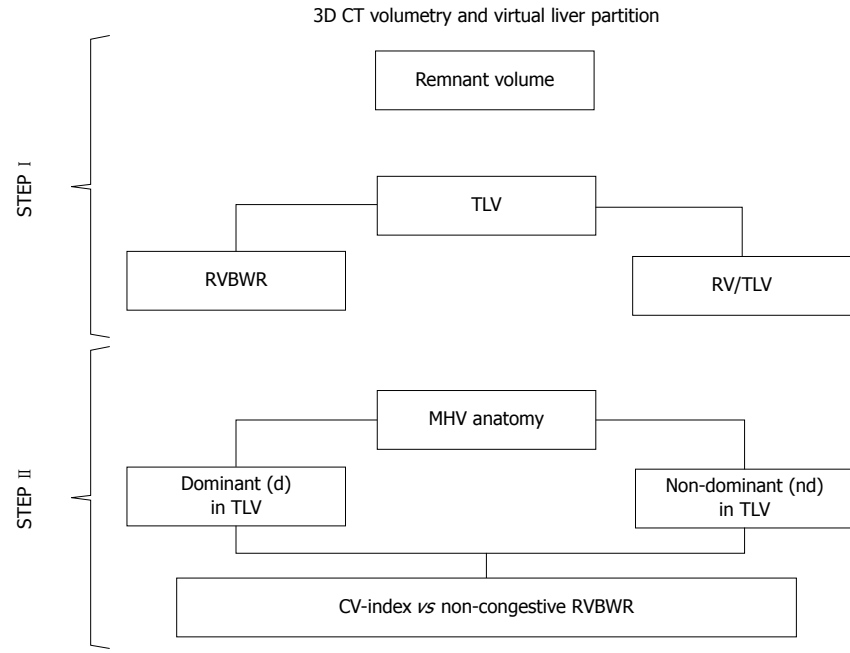 3D CT volumetry and virtual liver partition
STEP Ⅰ
Remnant volume
TLV
RVBWR
RV/TLV
STEP Ⅱ
MHV anatomy
Dominant (d)
in TLV
Non-dominant (nd)
in TLV
CV-index vs non-congestive RVBWR